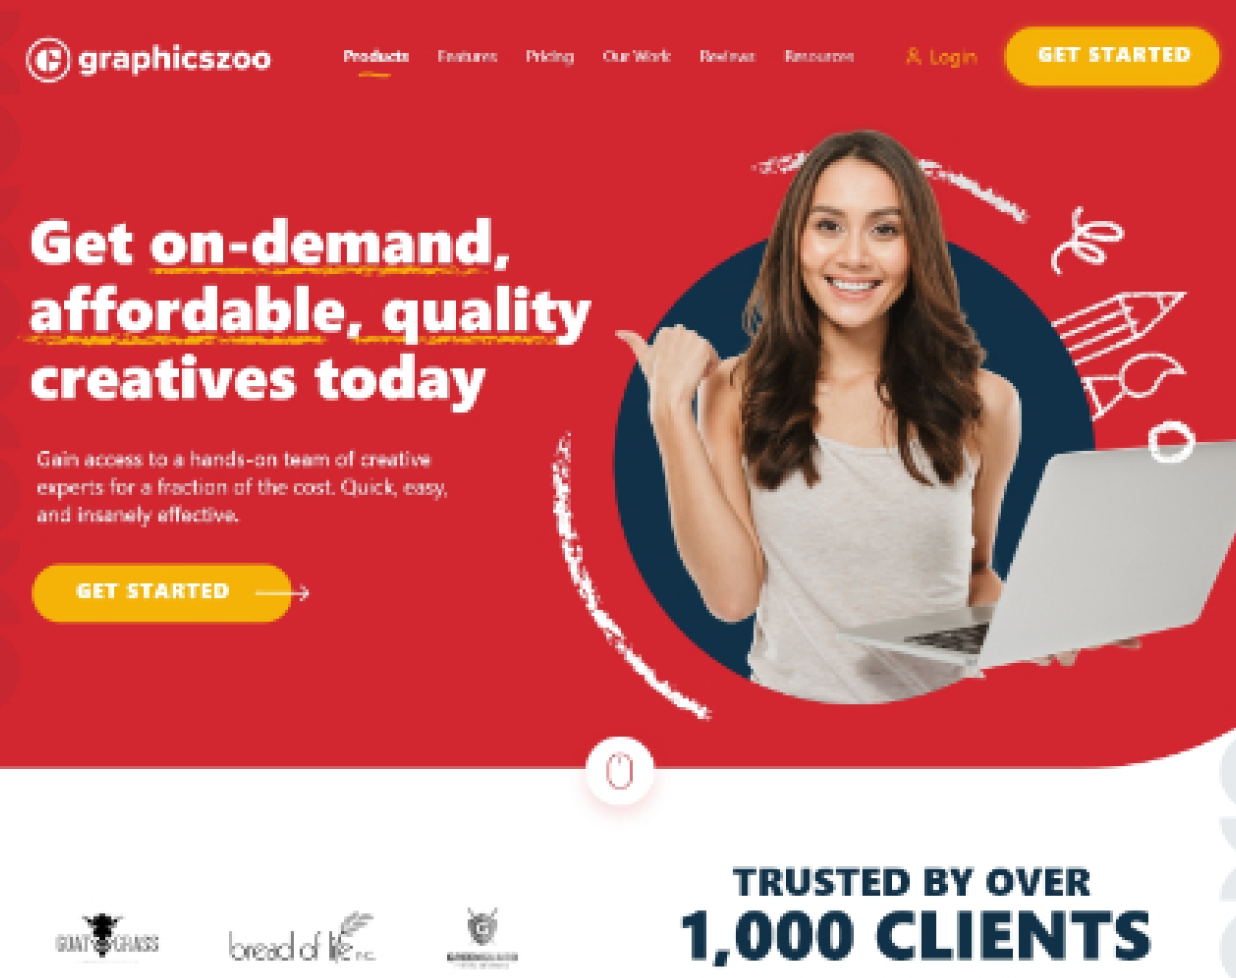 graphicszoo
Products Features Pricing Our Work Reviews Resources Login GET STARTED
Get on-demand,
affordable, quality
creatives today
Gain access to a hands-on team of creative
experts for a fraction of the cost. Quick, easy,
and insanely effective.
GET STARTED
TRUSTED BY OVER
1,000 CLIENTS
GOAT GRASS
bread of life INC.